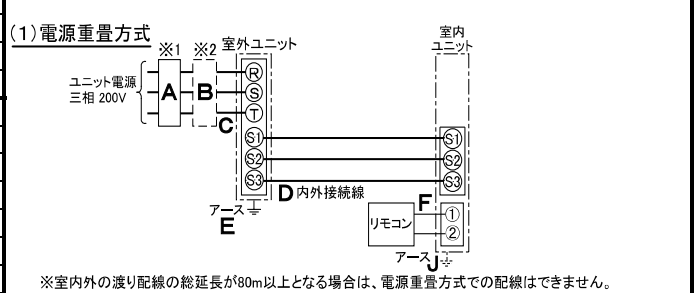 (1)電源重畳方式
※1
※2
室外ユニット
室内
ユニット
ユニット電源
三相 200V
A
B
C
R
S
T
S1
S2
S3
S1
S2
S3
D 内外接続線
アース
E
リモコン
F
①
②
アース J
※室内外の渡り配線の総延長が80m以上となる場合は、電源重畳方式での配線はできません。